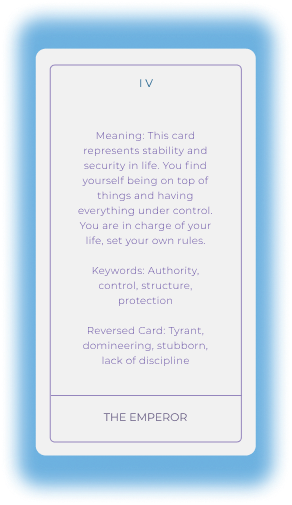 IV
Meaning: This card
represents stability and
security in life. You find
yourself being on top of
things and having
everything under control.
You are in charge of your
life, set your own rules.
Keywords: Authority,
control, structure,
protection
Reversed Card: Tyrant,
domineering, stubborn,
lack of discipline
THE EMPEROR